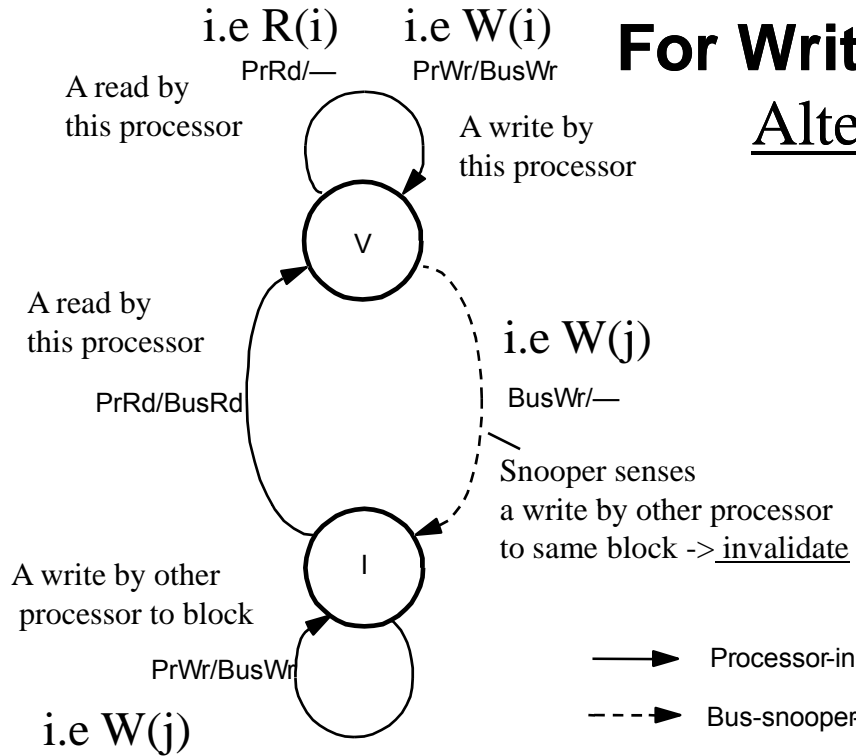 i.e R(i)
i.e W(i)
For Writ
PrRd/—
PrWr/BusWr
Alte
A read by
this processor
A write by
this processor
V
A read by
this processor
i.e W(j)
PrRd/BusRd
BusWr/—
Snooper senses
a write by other processor
to same block -> invalidate
I
A write by other
processor to block
PrWr/BusWr
i.e W(j)
Processor-in
Bus-snooper-